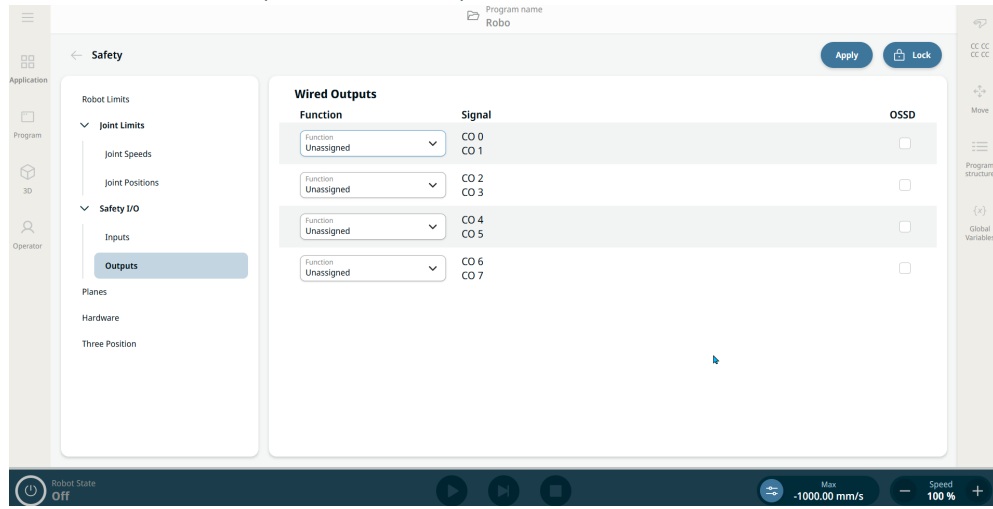 Program name
Robo
Safety
Apply
Lock
Application
Program
3D
Operator
Robot Limits
Joint Limits
Joint Speeds
Joint Positions
Safety I/O
Inputs
Outputs
Planes
Hardware
Three Position
Wired Outputs
Function Signal OSSD
Function
Unassigned
CO 0
CO 1
Function
Unassigned
CO 2
CO 3
Function
Unassigned
CO 4
CO 5
Function
Unassigned
CO 6
CO 7
CC CC
CC CC
Move
Program
structure
{x}
Global
Variables
Robot State
Off
Max
-1000.00 mm/s
Speed
100 %